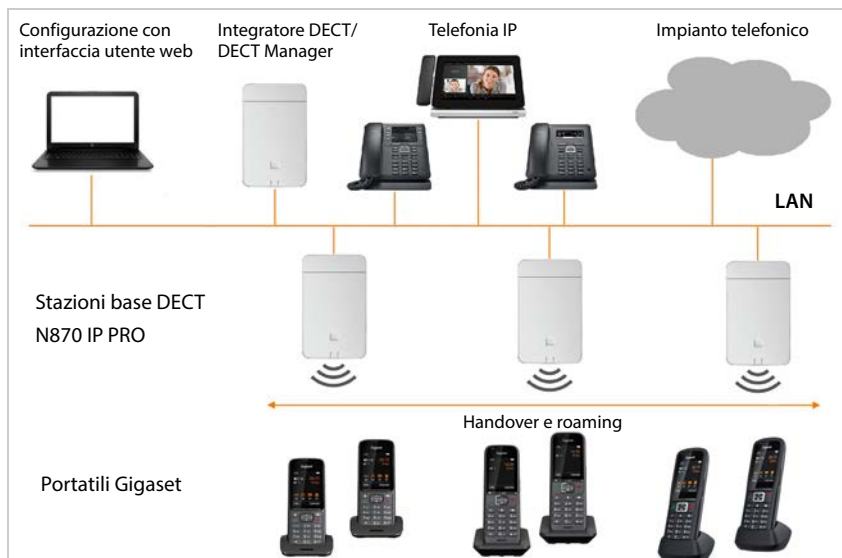 Configurazione con
interfaccia utente web
Integratore DECT/
DECT Manager
Telefonia IP
Impianto telefonico
LAN
Stazioni base DECT
N870 IP PRO
Handover e roaming
Portatili Gigaset